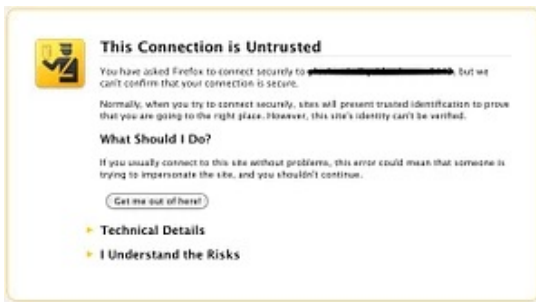 This Connection is Untrusted
You have asked Firefox to connect securely to , but we
can't confirm that your connection is secure.
Normally, when you try to connect securely, sites will present trusted identification to prove
that you are going to the right place. However, this site's identity can't be verified.
What Should I Do?
If you usually connect to this site without problems, this error could mean that someone is
trying to impersonate the site, and you shouldn't continue.
Get me out of here!
Technical Details
I Understand the Risks